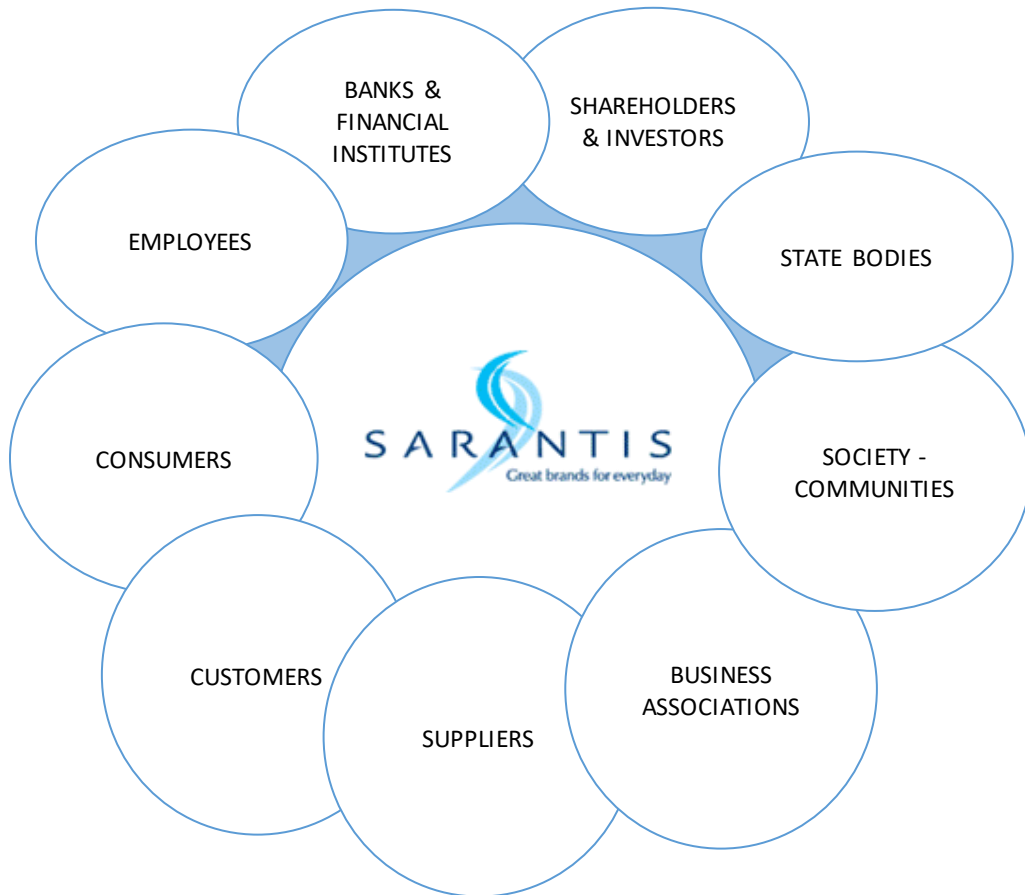 BANKS &
FINANCIAL
INSTITUTES
SHAREHOLDERS
& INVESTORS
EMPLOYEES
STATE BODIES
SARANTIS
Great brands for everyday
CONSUMERS
SOCIETY -
COMMUNITIES
CUSTOMERS
BUSINESS
ASSOCIATIONS
SUPPLIERS